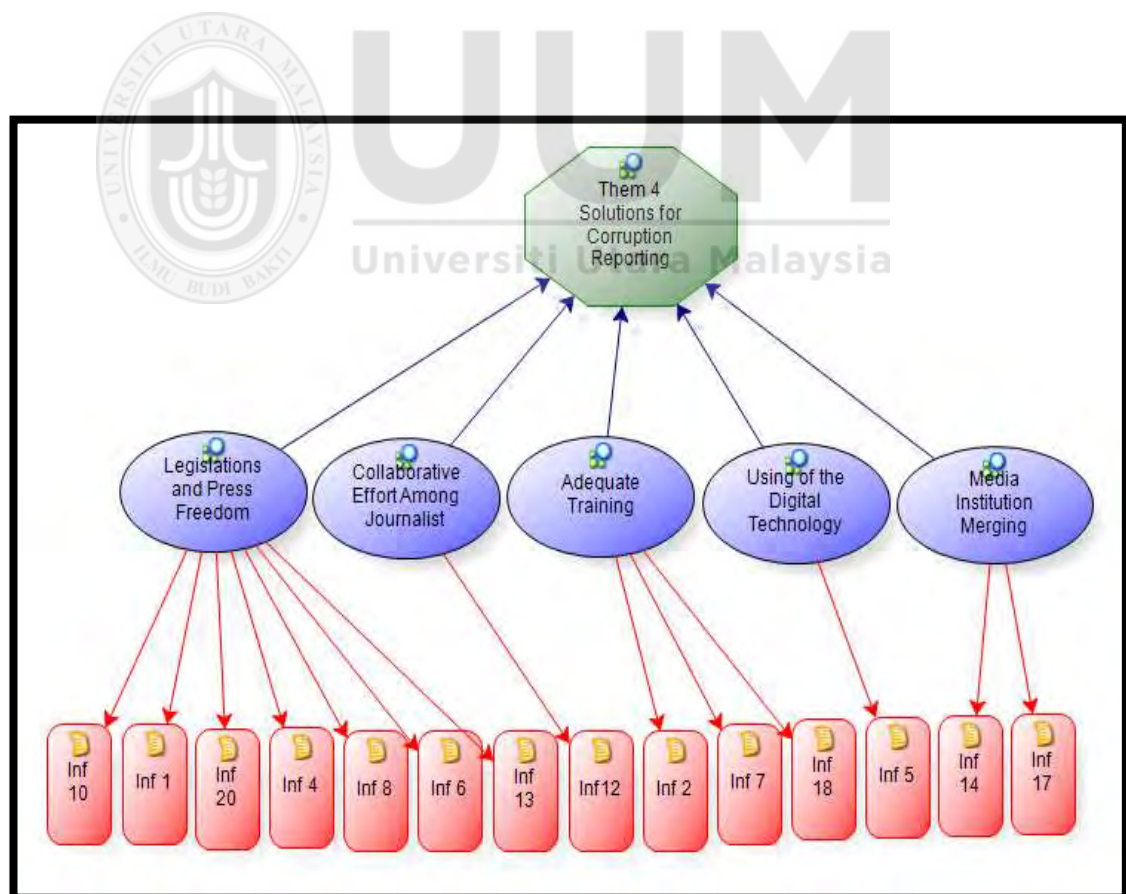 UNIVERSITI UTARA MALAYSIA
ILMU BUDI BAKTI
UUM
Universiti Utara Malaysia
Them 4
Solutions for
Corruption
Reporting
Legislations
and Press
Freedom
Collaborative
Effort Among
Journalist
Adequate
Training
Using of the
Digital
Technology
Media
Institution
Merging
Inf
10
Inf 1
Inf
20
Inf 4
Inf 8
Inf 6
Inf
13
Inf12
Inf 2
Inf 7
Inf
18
Inf 5
Inf
14
Inf
17